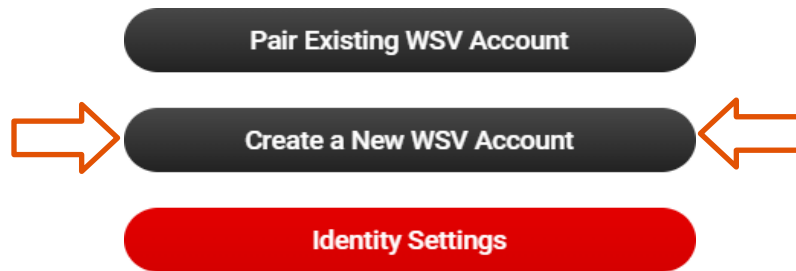 Pair Existing WSV Account
Create a New WSV Account
Identity Settings